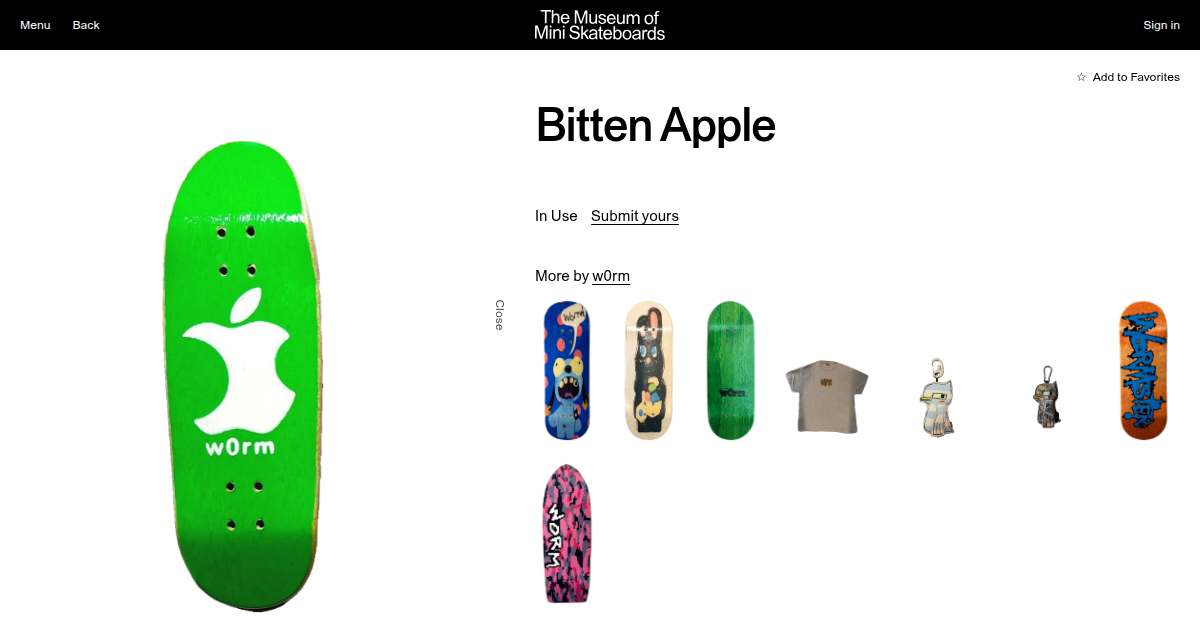 Menu
Back
The Museum of
Mini Skateboards
Sign in
☆ Add to Favorites
Bitten Apple
In Use Submit yours
More by w0rm
Close
w0rm
w0rm
WORM